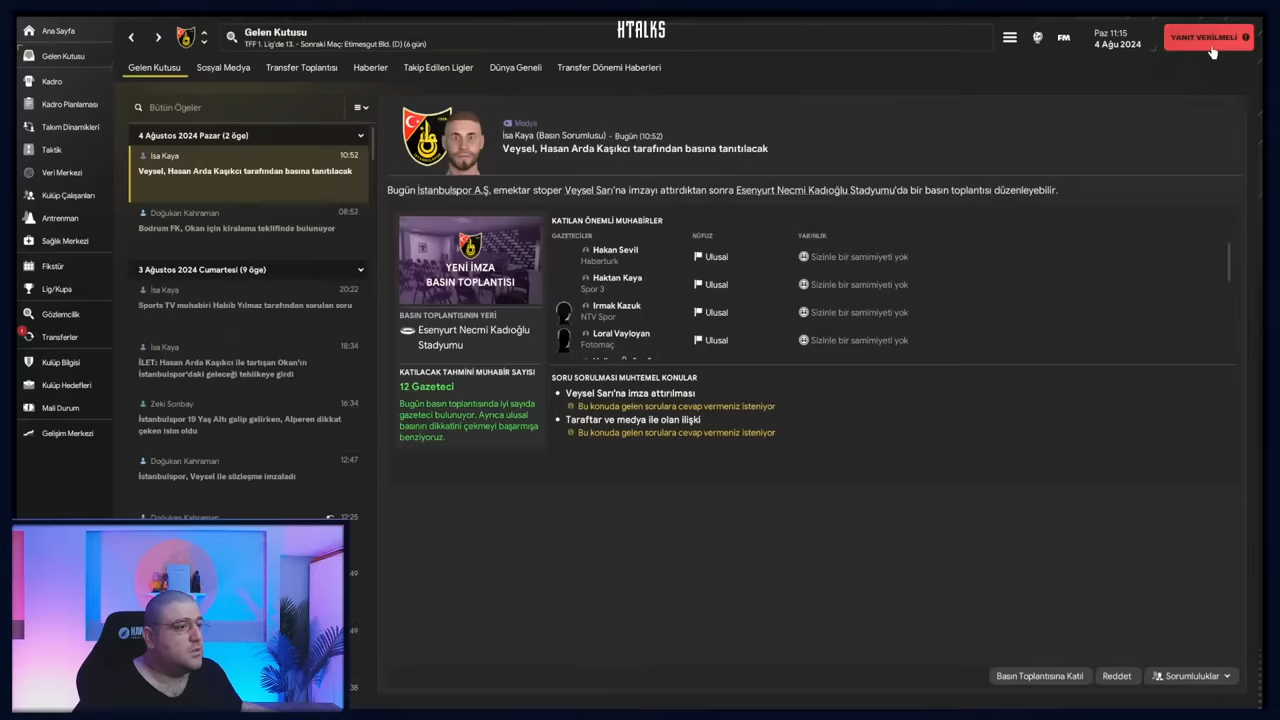 HTALKS
Ana Sayfa
Gelen Kutusu
Kadro
Kadro Planlaması
Takım Dinamikleri
Taktik
Veri Merkezi
Kulüp Çalışanları
Antrenman
Sağlık Merkezi
Fikstür
Lig/Kupa
Gözlemcilik
Transferler
Kulüp Bilgisi
Kulüp Hedefleri
Mali Durum
Gelişim Merkezi
Gelen Kutusu
TFF 1. Lig'de 13. - Sonraki Maç: Etimesgut Bld. (D) (6 gün)
FM
Paz 11:15
4 Ağu 2024
YANIT VERİLMELİ
Gelen Kutusu Sosyal Medya Transfer Toplantısı Haberler Takip Edilen Ligler Dünya Geneli Transfer Dönemi Haberleri
Bütün Ögeler
4 Ağustos 2024 Pazar (2 öge)
İsa Kaya 10:52
Veysel, Hasan Arda Kaşıkcı tarafından basına tanıtılacak
Doğukan Kahraman 08:52
Bodrum FK, Okan için kiralama teklifinde bulunuyor
3 Ağustos 2024 Cumartesi (9 öge)
İsa Kaya 20:22
Sports TV muhabiri Habib Yılmaz tarafından sorulan soru
İsa Kaya 18:34
İLET: Hasan Arda Kaşıkcı ile tartışan Okan'ın
İstanbulspor'daki geleceği tehlikeye girdi
Zeki Sonbay 16:34
İstanbulspor 19 Yaş Altı galip gelirken, Alperen dikkat
çeken isim oldu
Doğukan Kahraman 12:47
İstanbulspor, Veysel ile sözleşme imzaladı
Doğukan Kahraman 12:25
49
49
38
Medya
İsa Kaya (Basın Sorumlusu) - Bugün (10:52)
Veysel, Hasan Arda Kaşıkcı tarafından basına tanıtılacak
Bugün İstanbulspor A.Ş, emektar stoper Veysel Sarı'na imzayı attırdıktan sonra Esenyurt Necmi Kadıoğlu Stadyumu'da bir basın toplantısı düzenleyebilir.
YENİ İMZA
BASIN TOPLANTISI
BASIN TOPLANTISININ YERİ
Esenyurt Necmi Kadıoğlu
Stadyumu
KATILACAK TAHMİNİ MUHABİR SAYISI
12 Gazeteci
Bugün basın toplantısında iyi sayıda
gazeteci bulunuyor. Ayrıca ulusal
basının dikkatini çekmeyi başarmışa
benziyoruz.
KATILAN ÖNEMLİ MUHABİRLER
GAZETECİLER NÜFUZ YAKINLIK
Hakan Sevil
Haberturk
Ulusal Sizinle bir samimiyeti yok
Haktan Kaya
Spor 3
Ulusal Sizinle bir samimiyeti yok
Irmak Kazuk
NTV Spor
Ulusal Sizinle bir samimiyeti yok
Loral Vayloyan
Fotomaç
Ulusal Sizinle bir samimiyeti yok
SORU SORULMASI MUHTEMEL KONULAR
Veysel Sarı'na imza attırılması
Bu konuda gelen sorulara cevap vermeniz isteniyor
Taraftar ve medya ile olan ilişki
Bu konuda gelen sorulara cevap vermeniz isteniyor
Basın Toplantısına Katıl Reddet Sorumluluklar